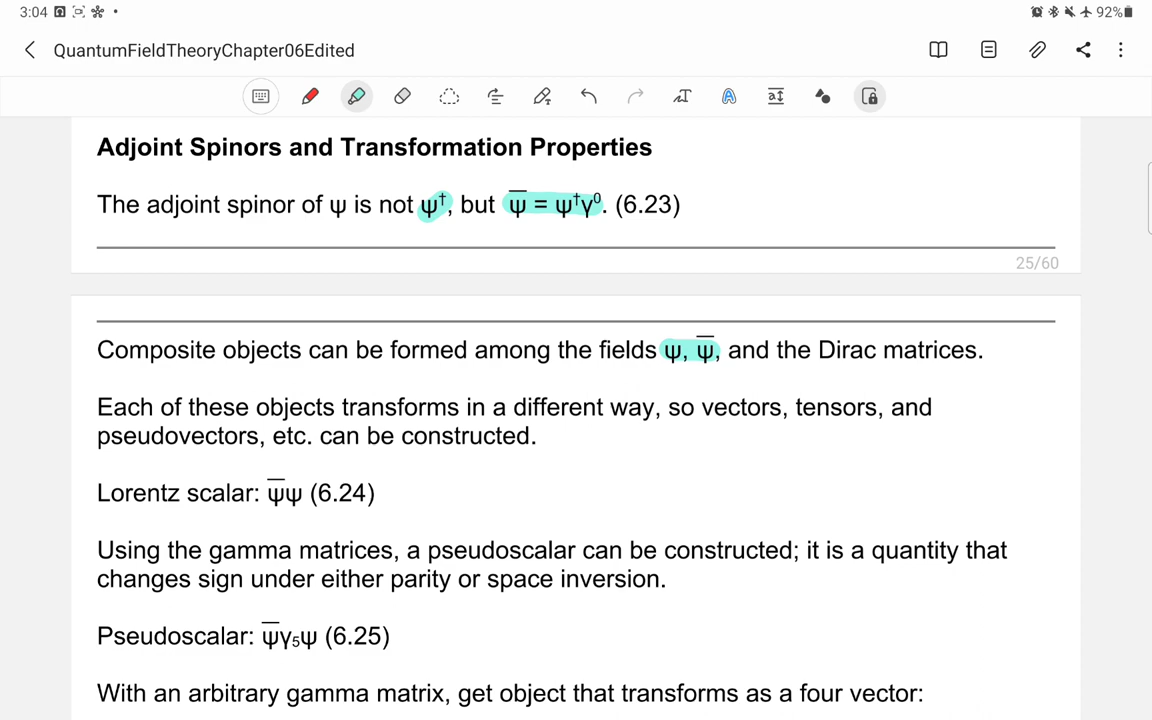 3:04
92%
QuantumFieldTheoryChapter06Edited
Adjoint Spinors and Transformation Properties
The adjoint spinor of ψ is not ψ†, but ψ̅ = ψ†γ⁰. (6.23)
25/60
Composite objects can be formed among the fields ψ, ψ̅, and the Dirac matrices.
Each of these objects transforms in a different way, so vectors, tensors, and
pseudovectors, etc. can be constructed.
Lorentz scalar: ψ̅ψ (6.24)
Using the gamma matrices, a pseudoscalar can be constructed; it is a quantity that
changes sign under either parity or space inversion.
Pseudoscalar: ψ̅γ₅ψ (6.25)
With an arbitrary gamma matrix, get object that transforms as a four vector: